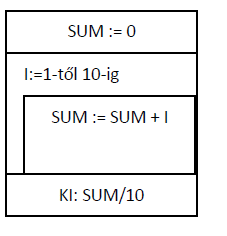 SUM := 0
I:=1-től 10-ig
SUM := SUM + I
KI: SUM/10